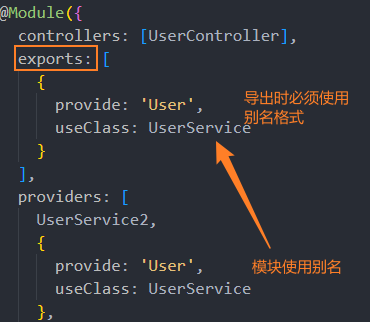 @Module({
controllers: [UserController],
exports: [
{
provide: 'User',
useClass: UserService
}
],
providers: [
UserService2,
{
provide: 'User',
useClass: UserService
},
导出时必须使用
别名格式
模块使用别名